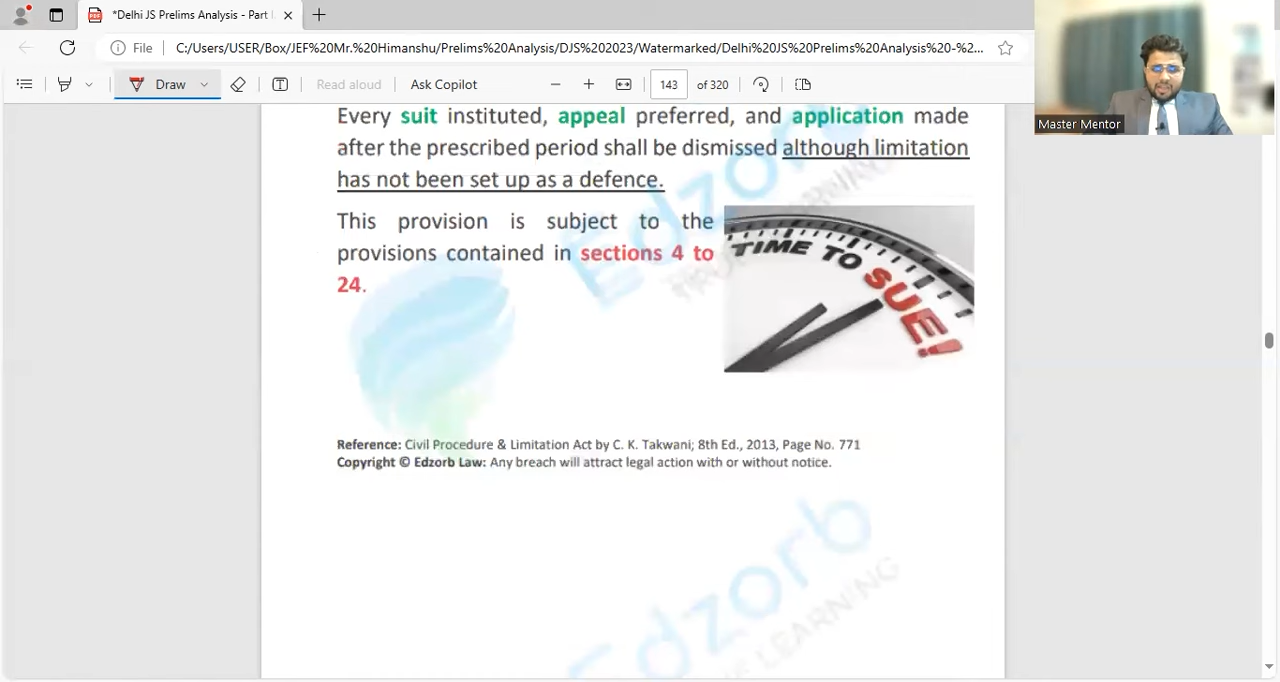 *Delhi JS Prelims Analysis - Part I
File
C:/Users/USER/Box/JEF%20Mr.%20Himanshu/Prelims%20Analysis/DJS%202023/Watermarked/Delhi%20JS%20Prelims%20Analysis%20-%2...
Draw
Read aloud
Ask Copilot
143 of 320
Master Mentor
Every suit instituted, appeal preferred, and application made
after the prescribed period shall be dismissed although limitation
has not been set up as a defence.
This provision is subject to the
provisions contained in sections 4 to
24.
TIME TO SUE!
Reference: Civil Procedure & Limitation Act by C. K. Takwani; 8th Ed., 2013, Page No. 771
Copyright © Edzorb Law: Any breach will attract legal action with or without notice.
Edzorb
Edzorb
LEARNING